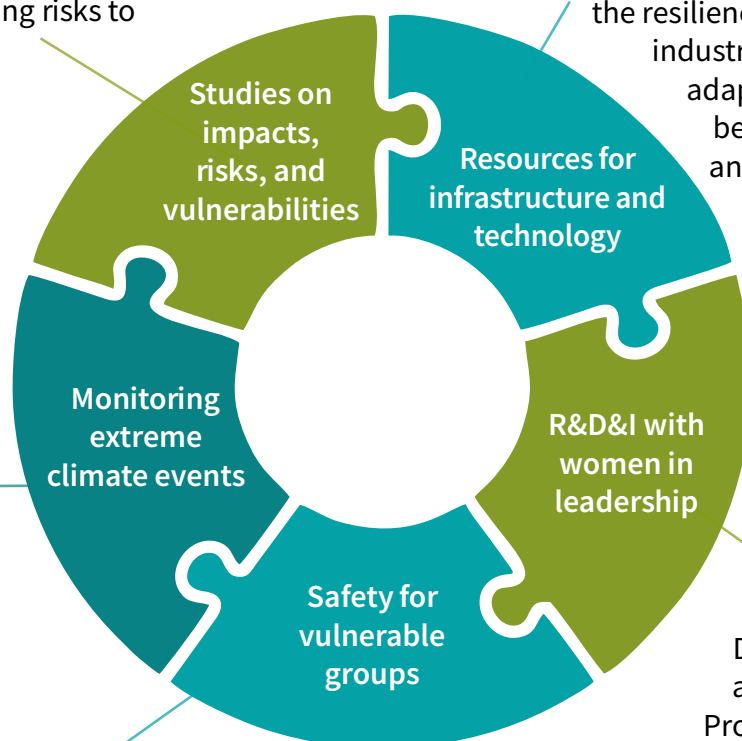 ng risks to
the resilienc
industr
adap
be
an
Studies on
impacts,
risks, and
vulnerabilities
Resources for
infrastructure and
technology
Monitoring
extreme
climate events
R&D&I with
women in
leadership
Safety for
vulnerable
groups
D
a
Pro